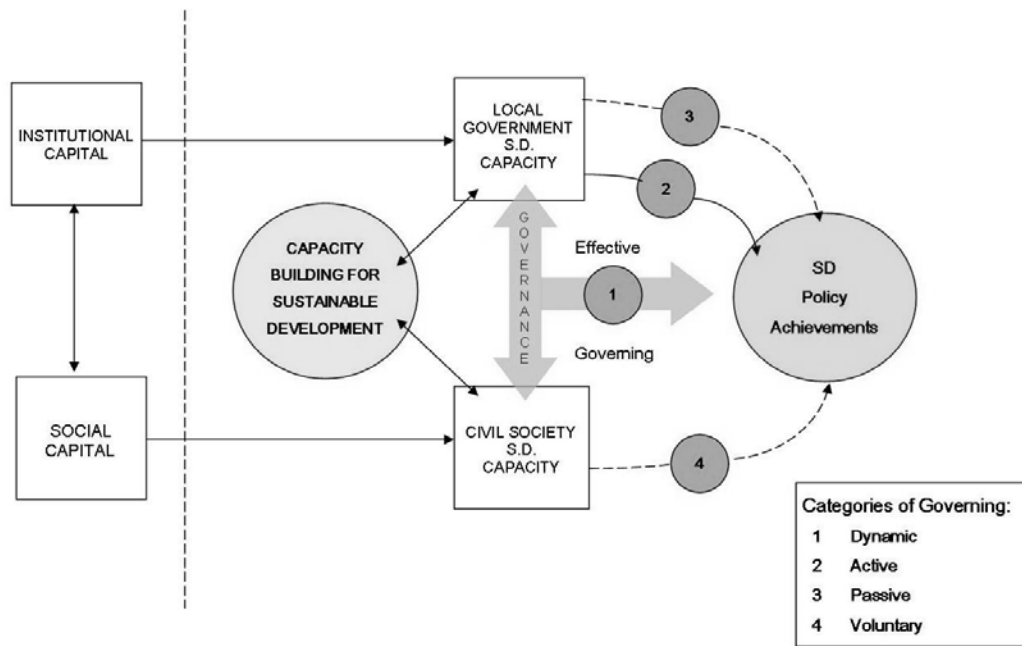 INSTITUTIONAL
CAPITAL
LOCAL
GOVERNMENT
S.D.
CAPACITY
3
2
CAPACITY
BUILDING FOR
SUSTAINABLE
DEVELOPMENT
GOVERNANCE
Effective
1
Governing
SD
Policy
Achievements
SOCIAL
CAPITAL
CIVIL SOCIETY
S.D.
CAPACITY
4
Categories of Governing:
1 Dynamic
2 Active
3 Passive
4 Voluntary